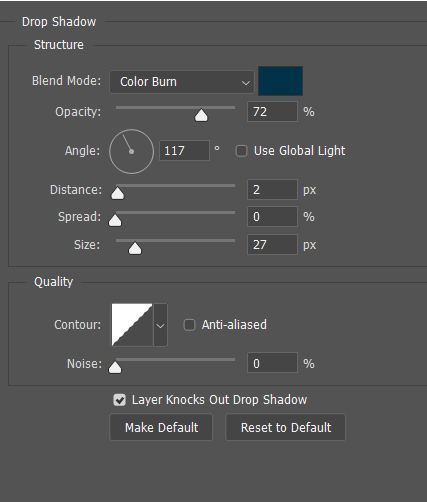 Drop Shadow
Structure
Blend Mode: Color Burn
Opacity: 72 %
Angle: 117 ° Use Global Light
Distance: 2 px
Spread: 0 %
Size: 27 px
Quality
Contour: Anti-aliased
Noise: 0 %
Layer Knocks Out Drop Shadow
Make Default Reset to Default